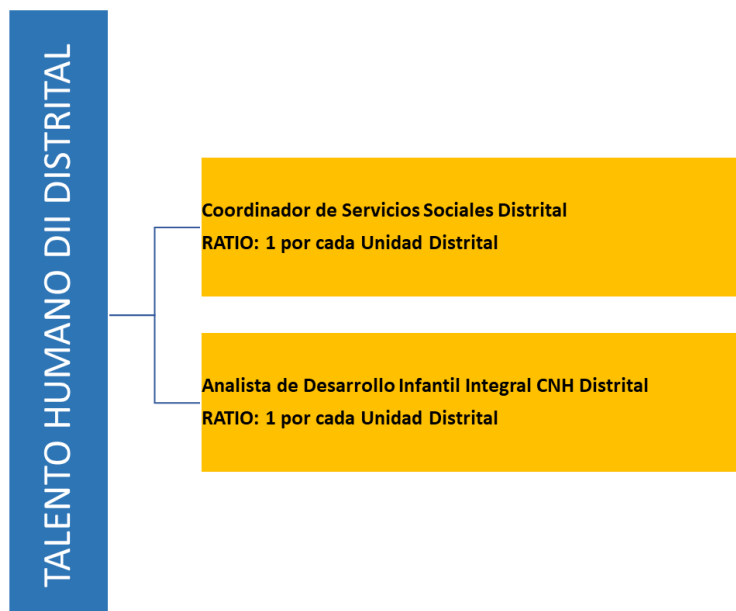 TALENTO HUMANO DII DISTRITAL
Coordinador de Servicios Sociales Distrital
RATIO: 1 por cada Unidad Distrital
Analista de Desarrollo Infantil Integral CNH Distrital
RATIO: 1 por cada Unidad Distrital